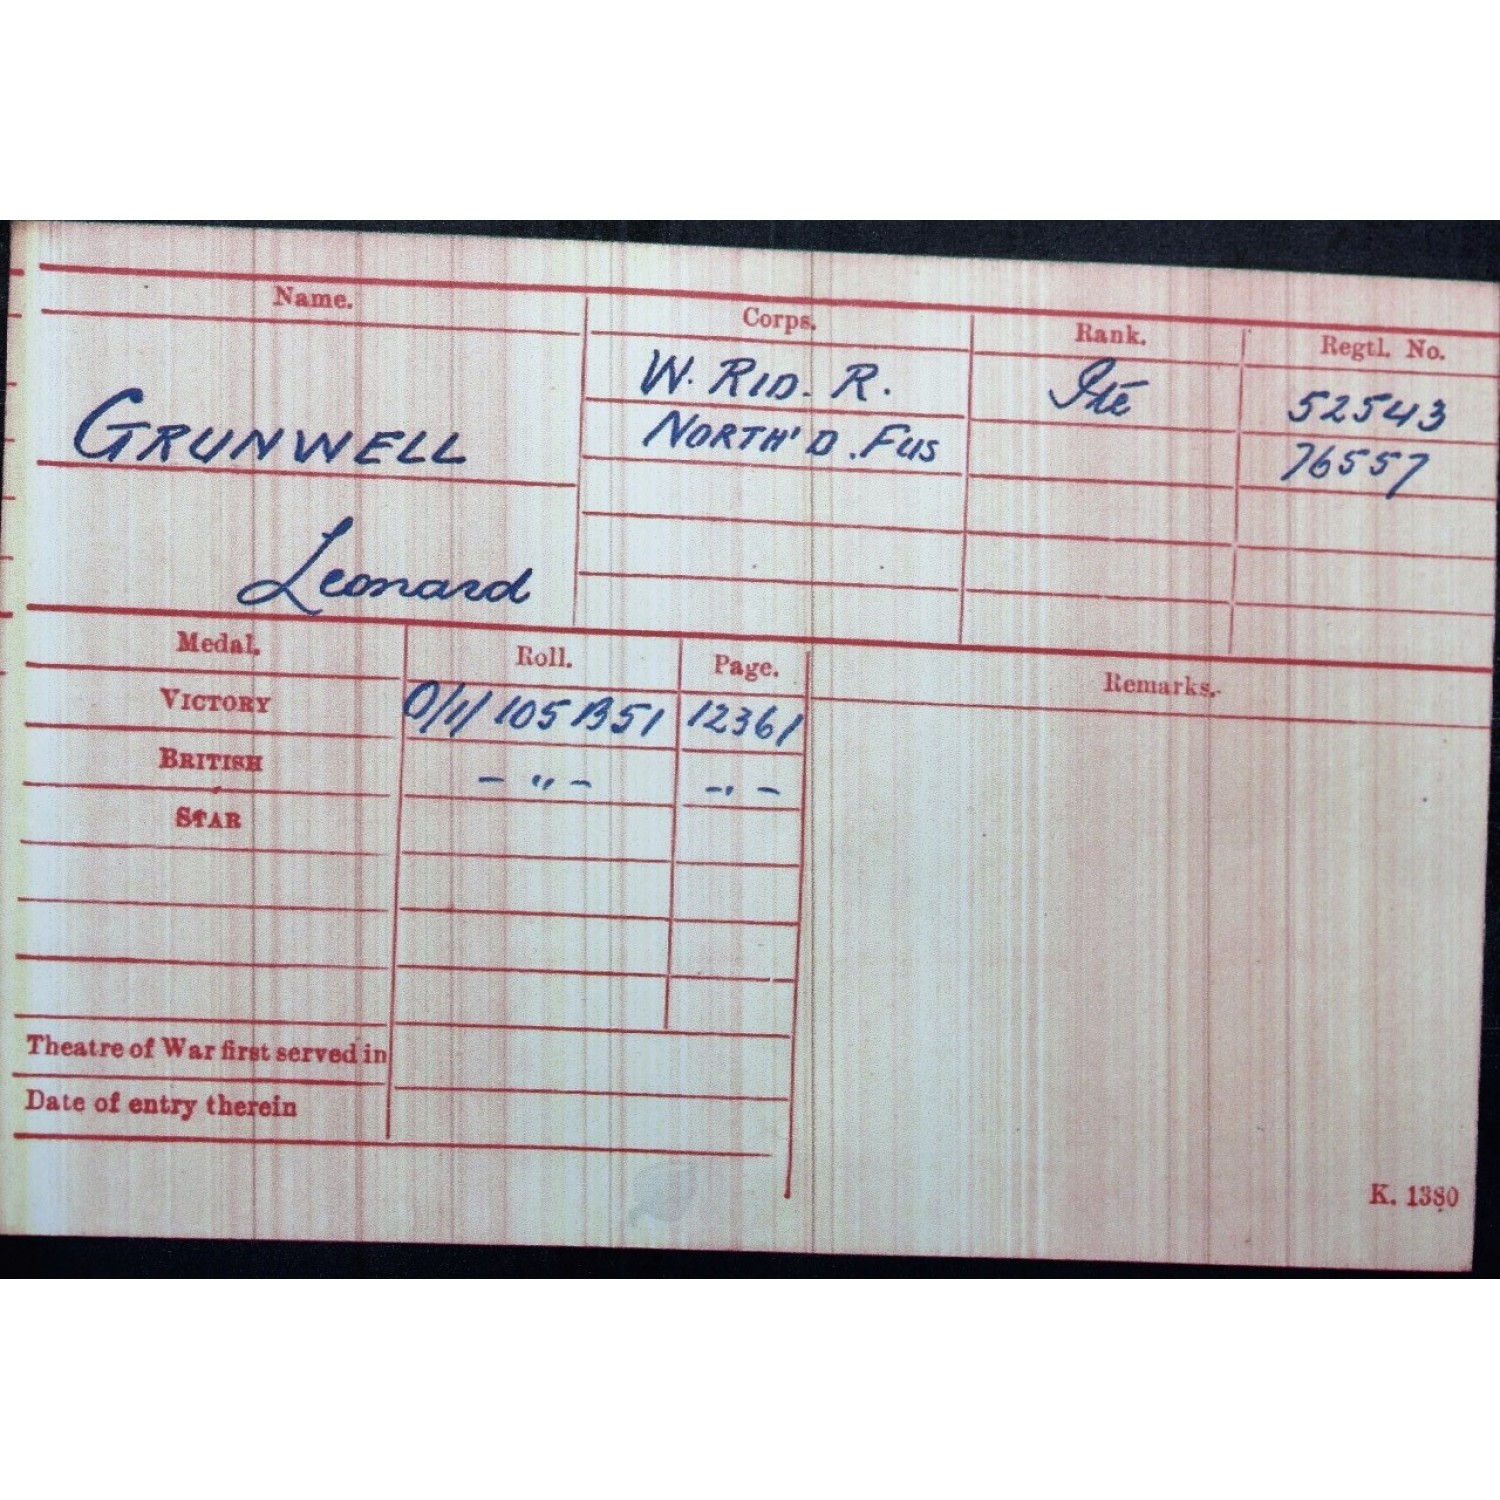 Name. Corps. Rank. Regtl. No.
GRUNWELL W. RID. R. Pte 52543
NORTH'D. FUS 76557
Leonard
Medal. Roll. Page. Remarks.
VICTORY O/1/105 B51 12361
BRITISH - " - - " -
STAR
Theatre of War first served in
Date of entry therein
K. 1380